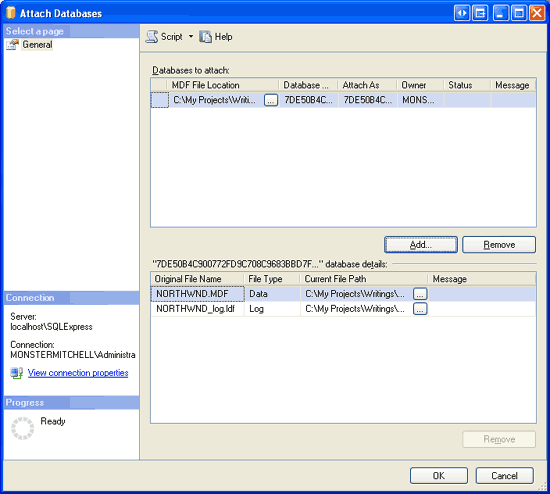 Attach Databases
Select a page
General
Script Help
Databases to attach:
MDF File Location Database ... Attach As Owner Status Message
C:\My Projects\Writi... ... 7DE50B4C... 7DE50B4C... MONS...
Add... Remove
"7DE50B4C900772FD9C708C9683BBD7F..." database details:
Original File Name File Type Current File Path Message
NORTHWND.MDF Data C:\My Projects\Writings\... ...
NORTHWND_log.ldf Log C:\My Projects\Writings\... ...
Connection
Server:
localhost\SQLExpress
Connection:
MONSTERMITCHELL\Administra
View connection properties
Progress
Ready
Remove
OK Cancel